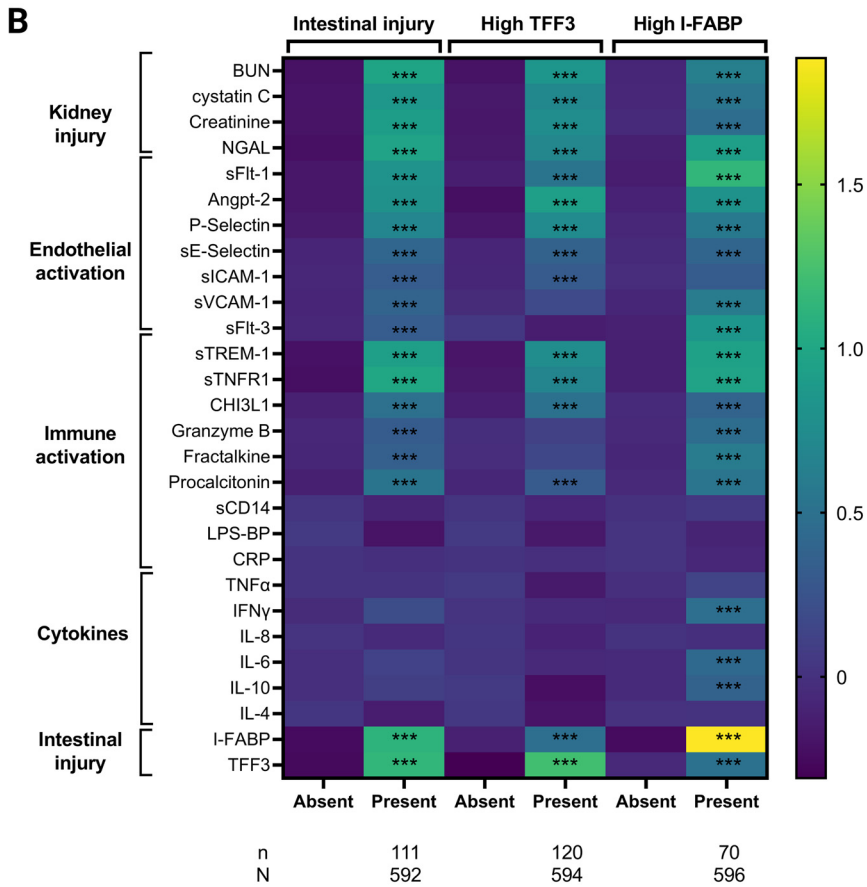 B
Intestinal injury High TFF3 High I-FABP
Kidney injury
BUN *** *** ***
cystatin C *** *** ***
Creatinine *** *** ***
NGAL *** *** ***
Endothelial activation
sFlt-1 *** *** ***
Angpt-2 *** *** ***
P-Selectin *** *** ***
sE-Selectin *** *** ***
sICAM-1 *** ***
sVCAM-1 *** ***
sFlt-3 *** ***
Immune activation
sTREM-1 *** *** ***
sTNFR1 *** *** ***
CHI3L1 *** *** ***
Granzyme B *** ***
Fractalkine *** ***
Procalcitonin *** *** ***
sCD14
LPS-BP
CRP
Cytokines
TNFα
IFNγ ***
IL-8
IL-6 ***
IL-10 ***
IL-4
Intestinal injury
I-FABP *** *** ***
TFF3 *** *** ***
Absent Present Absent Present Absent Present
n 111 120 70
N 592 594 596
1.5
1.0
0.5
0